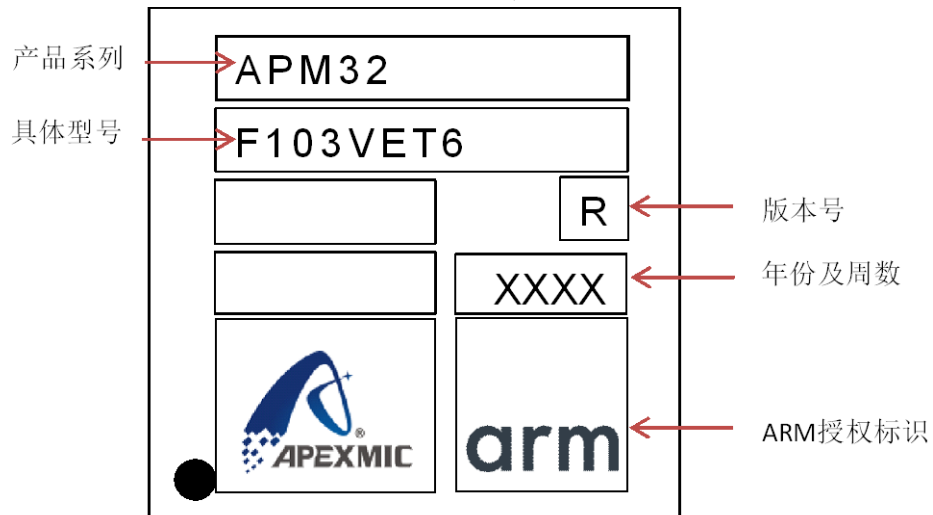 产品系列
APM32
具体型号
F103VET6
R
版本号
XXXX
年份及周数
APEXMIC
®
arm
ARM授权标识